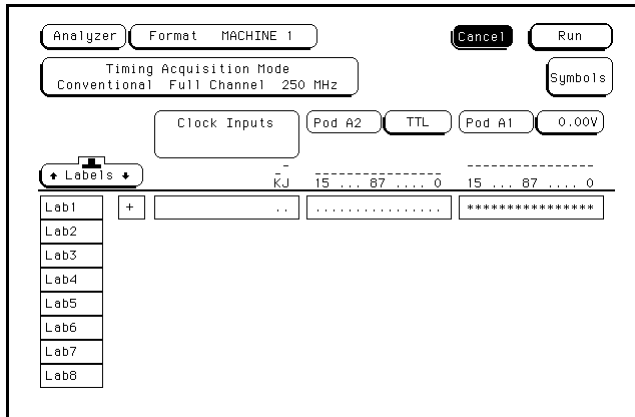 Analyzer Format MACHINE 1 Cancel Run
Timing Acquisition Mode
Conventional Full Channel 250 MHz
Symbols
Clock Inputs Pod A2 TTL Pod A1 0.00V
Labels
KJ 15 ... 87 .... 0 15 ... 87 .... 0
Lab1 + .. ................ ****************
Lab2
Lab3
Lab4
Lab5
Lab6
Lab7
Lab8